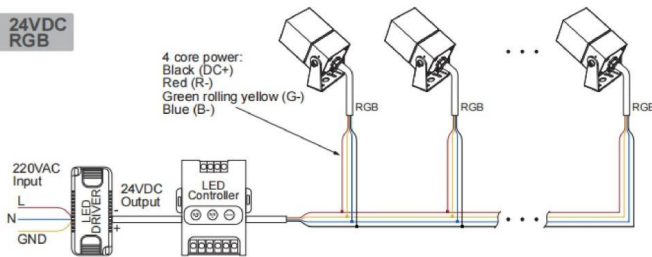 24VDC
RGB
4 core power:
Black (DC+)
Red (R-)
Green rolling yellow (G-)
Blue (B-)
RGB
RGB
RGB
220VAC
Input
L
N
GND
LED
DRIVER
-
+
24VDC
Output
LED
Controller